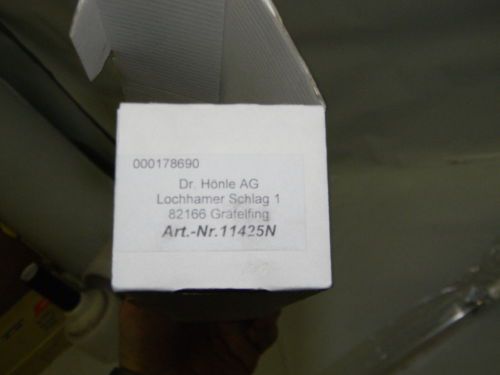 000178690
Dr. Hönle AG
Lochhamer Schlag 1
82166 Gräfelfing
Art.-Nr.11425N